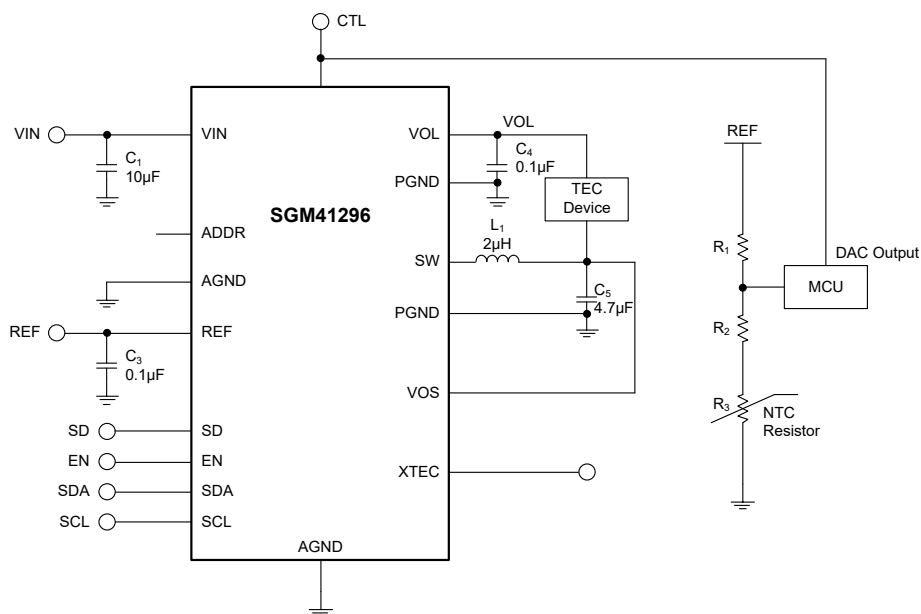 CTL
VIN
VIN
C₁
10µF
ADDR
AGND
REF
REF
C₃
0.1µF
SD
SD
EN
EN
SDA
SDA
SCL
SCL
AGND
SGM41296
VOL
VOL
C₄
0.1µF
PGND
TEC
Device
L₁
2µH
SW
C₅
4.7µF
PGND
VOS
XTEC
REF
R₁
DAC Output
MCU
R₂
R₃
NTC
Resistor